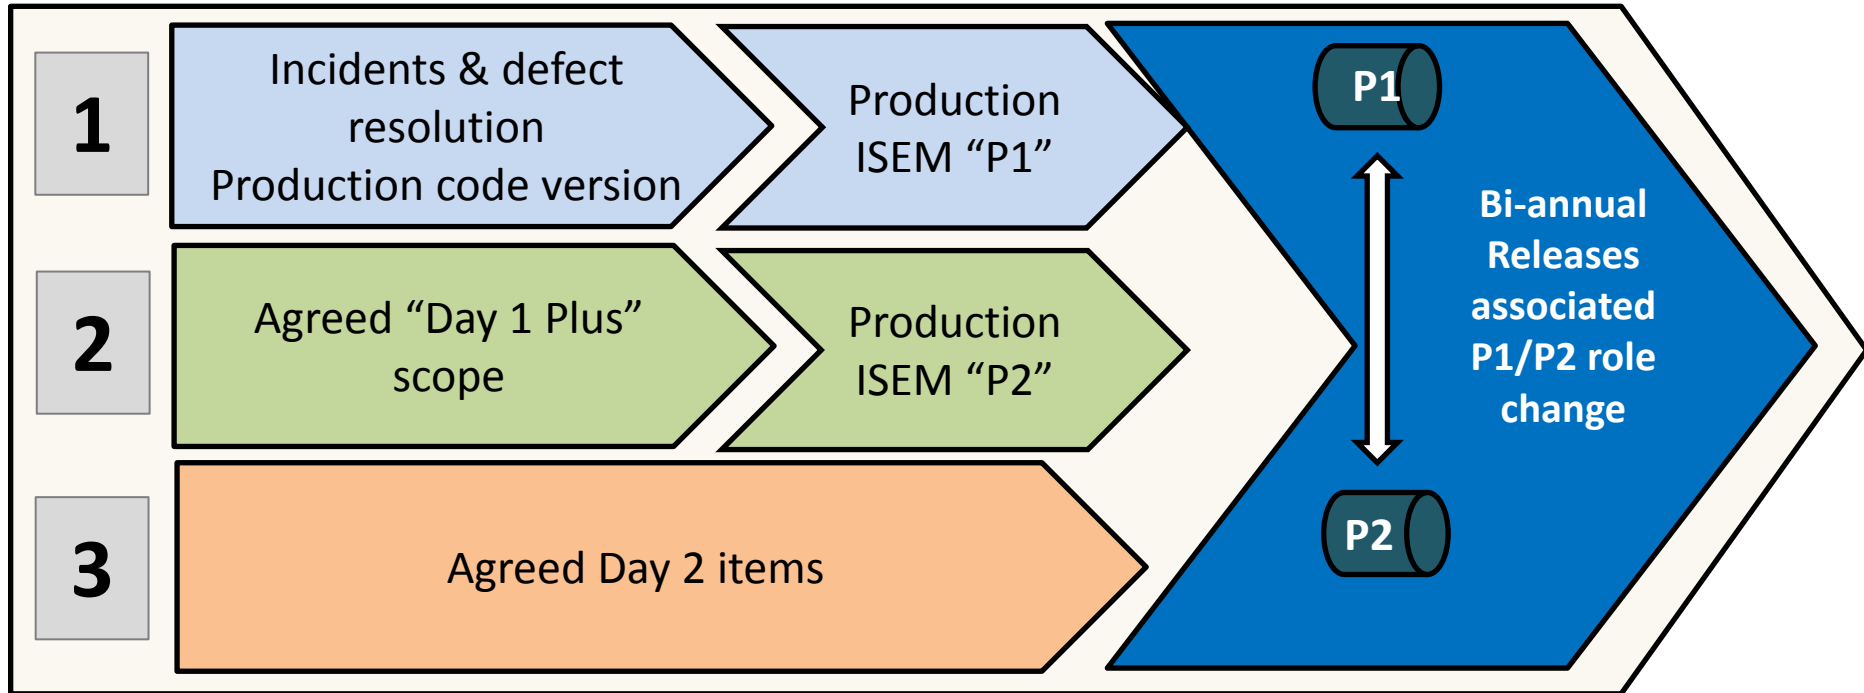 1
Incidents & defect
resolution
Production code version
Production
ISEM “P1”
2
Agreed “Day 1 Plus”
scope
Production
ISEM “P2”
3
Agreed Day 2 items
P1
Bi-annual
Releases
associated
P1/P2 role
change
P2